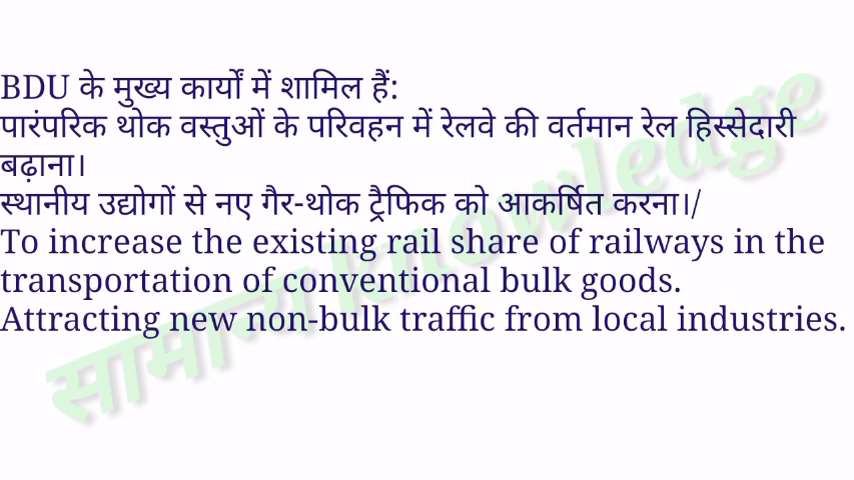 BDU के मुख्य कार्यों में शामिल हैं:
पारंपरिक थोक वस्तुओं के परिवहन में रेलवे की वर्तमान रेल हिस्सेदारी
बढ़ाना।
स्थानीय उद्योगों से नए गैर-थोक ट्रैफिक को आकर्षित करना।/
To increase the existing rail share of railways in the
transportation of conventional bulk goods.
Attracting new non-bulk traffic from local industries.
सामान्य knowledge